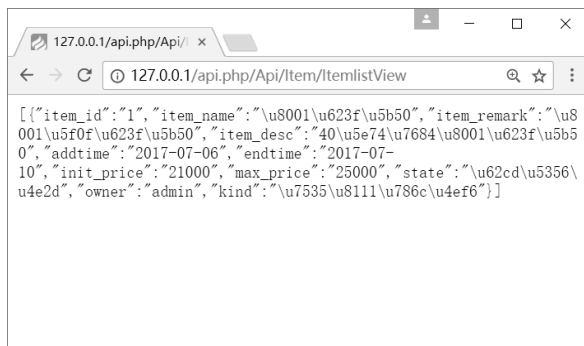 127.0.0.1/api.php/Api/I
127.0.0.1/api.php/Api/Item/ItemlistView
[{"item_id":"1","item_name":"\u8001\u623f\u5b50","item_remark":"\u8
001\u5f0f\u623f\u5b50","item_desc":"40\u5e74\u7684\u8001\u623f\u5b5
0","addtime":"2017-07-06","endtime":"2017-07-
10","init_price":"21000","max_price":"25000","state":"\u62cd\u5356\
u4e2d","owner":"admin","kind":"\u7535\u8111\u786c\u4ef6"}]